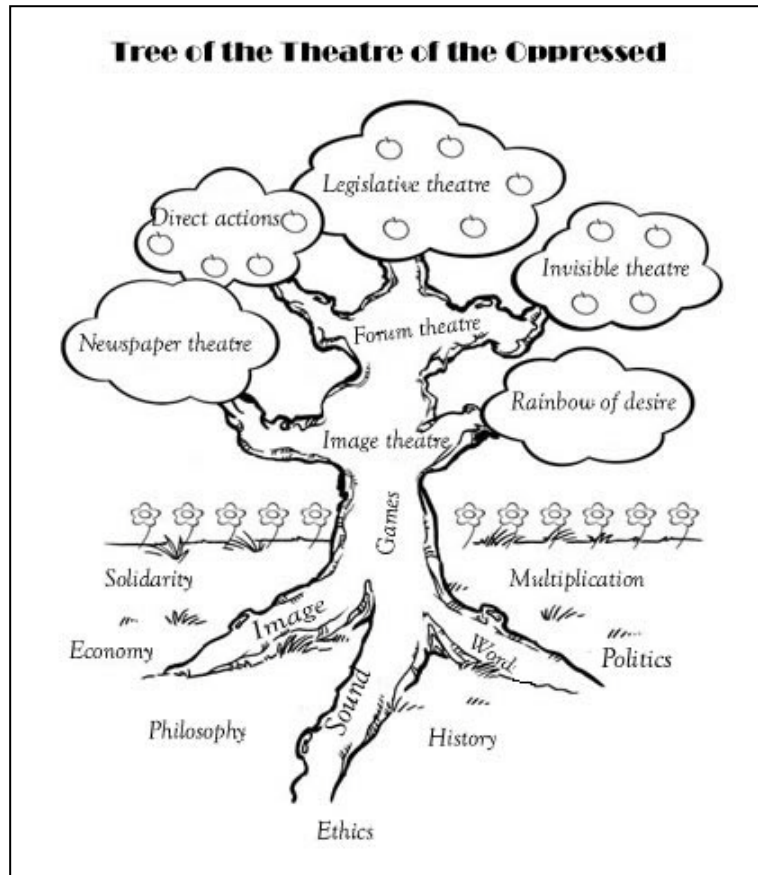 Tree of the Theatre of the Oppressed
Legislative theatre
Direct actions
Invisible theatre
Newspaper theatre
Forum theatre
Rainbow of desire
Image theatre
Games
Solidarity
Multiplication
Image
Economy
Word
Politics
Sound
Philosophy
History
Ethics